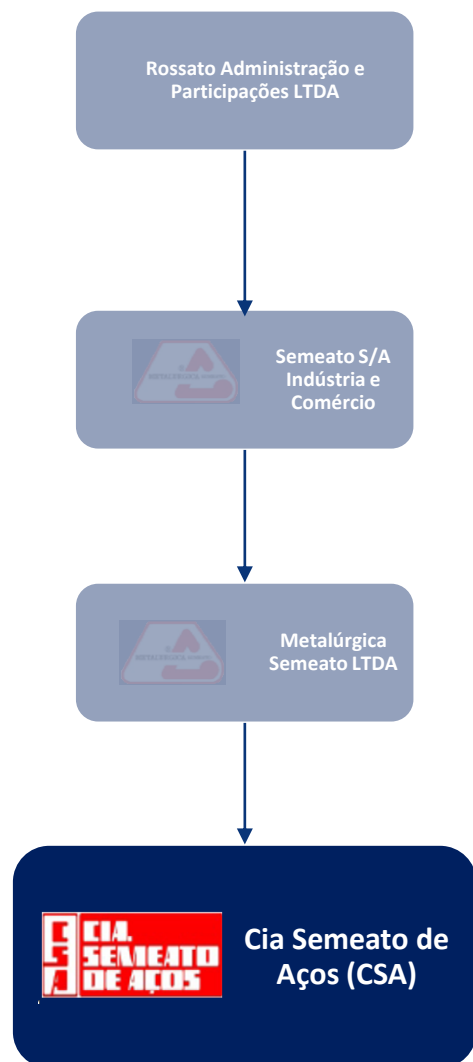 Rossato Administração e
Participações LTDA
Semeato S/A
Indústria e
Comércio
Metalúrgica
Semeato LTDA
CSA
CIA.
SEMEATO
DE AÇOS
Cia Semeato de
Aços (CSA)